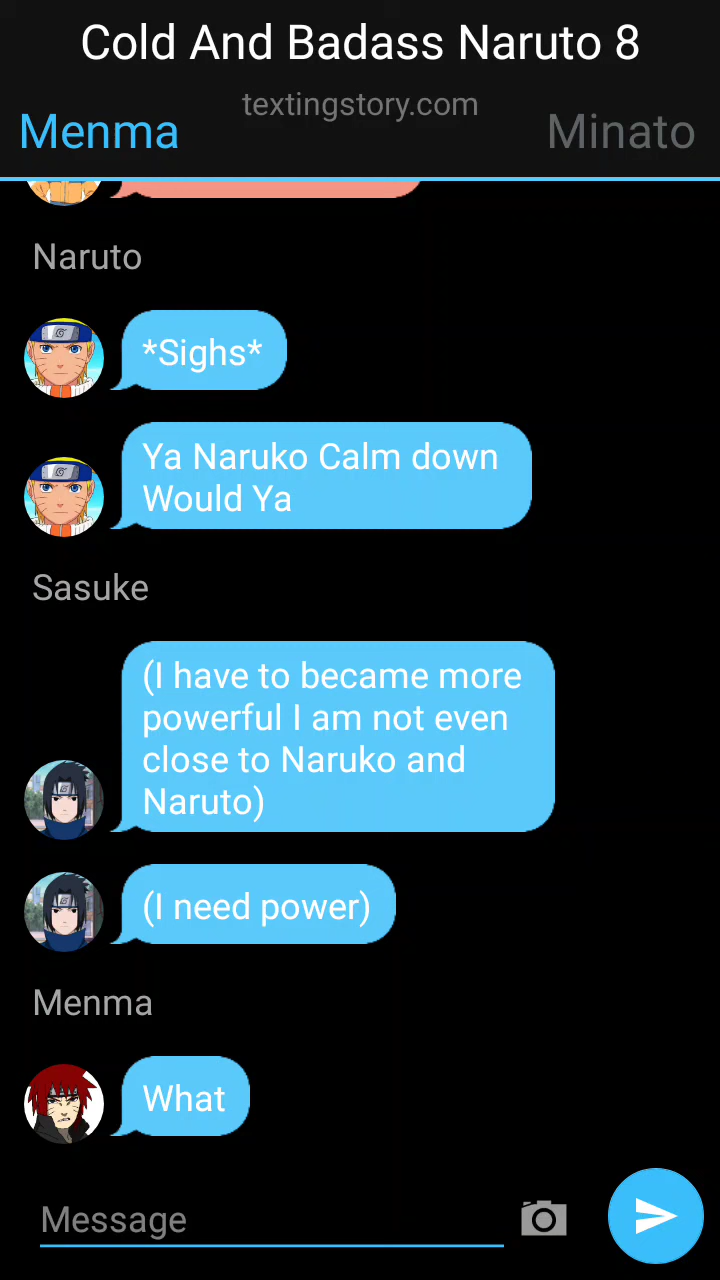 Cold And Badass Naruto 8
textingstory.com
Menma
Minato
Naruto
*Sighs*
Ya Naruko Calm down
Would Ya
Sasuke
(I have to became more
powerful I am not even
close to Naruko and
Naruto)
(I need power)
Menma
What
Message